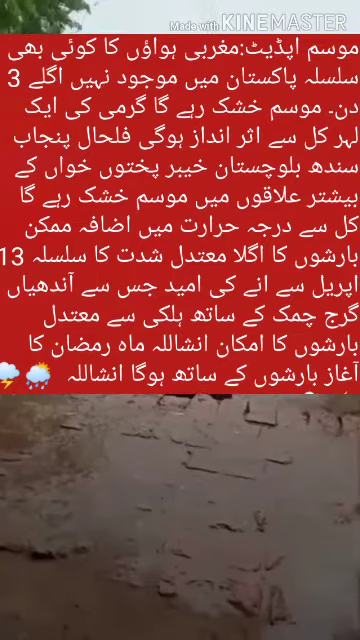 Made with KINEMASTER
موسم اپڈیٹ:مغربی ہواؤں کا کوئی بھی
سلسلہ پاکستان میں موجود نہیں اگلے 3
دن۔ موسم خشک رہے گا گرمی کی ایک
لہر کل سے اثر انداز ہوگی فلحال پنجاب
سندھ بلوچستان خیبر پختوں خواں کے
بیشتر علاقوں میں موسم خشک رہے گا
کل سے درجہ حرارت میں اضافہ ممکن
بارشوں کا اگلا معتدل شدت کا سلسلہ 13
اپریل سے انے کی امید جس سے آندھیاں
گرج چمک کے ساتھ ہلکی سے معتدل
بارشوں کا امکان انشاللہ ماہ رمضان کا
آغاز بارشوں کے ساتھ ہوگا انشاللہ 🌦️⛈️